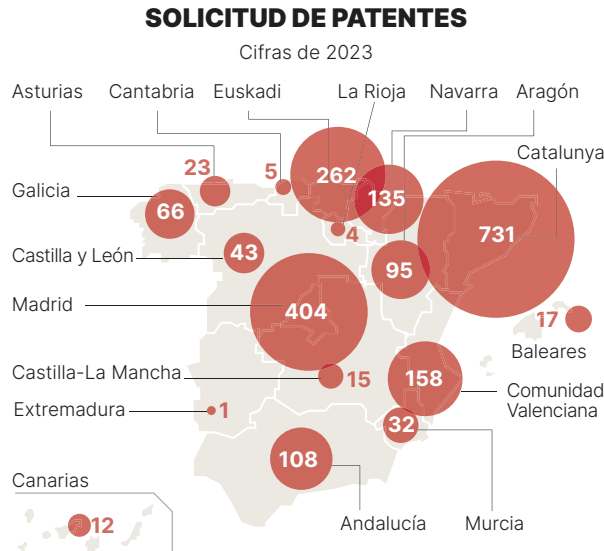 SOLICITUD DE PATENTES
Cifras de 2023
Asturias
Cantabria
Euskadi
La Rioja
Navarra
Aragón
Catalunya
23
5
262
135
Galicia
66
4
731
Castilla y León
43
95
Madrid
404
17
Baleares
Castilla-La Mancha
15
158
Comunidad
Valenciana
Extremadura
1
32
108
Canarias
12
Andalucía
Murcia